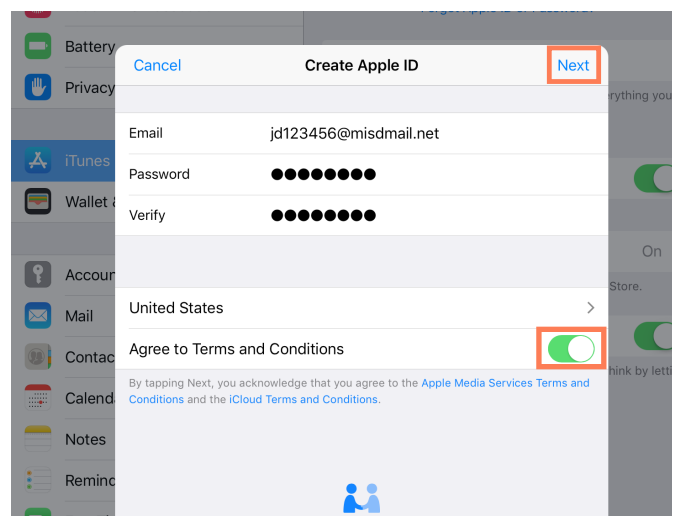 Battery
Cancel
Create Apple ID
Next
Privacy
erything you
Email
jd123456@misdmail.net
iTunes
Password
Wallet &
Verify
On
Accoun
Store.
United States
Mail
Agree to Terms and Conditions
Contac
hink by letti
By tapping Next, you acknowledge that you agree to the Apple Media Services Terms and
Conditions and the iCloud Terms and Conditions.
Calend
Notes
Reminc